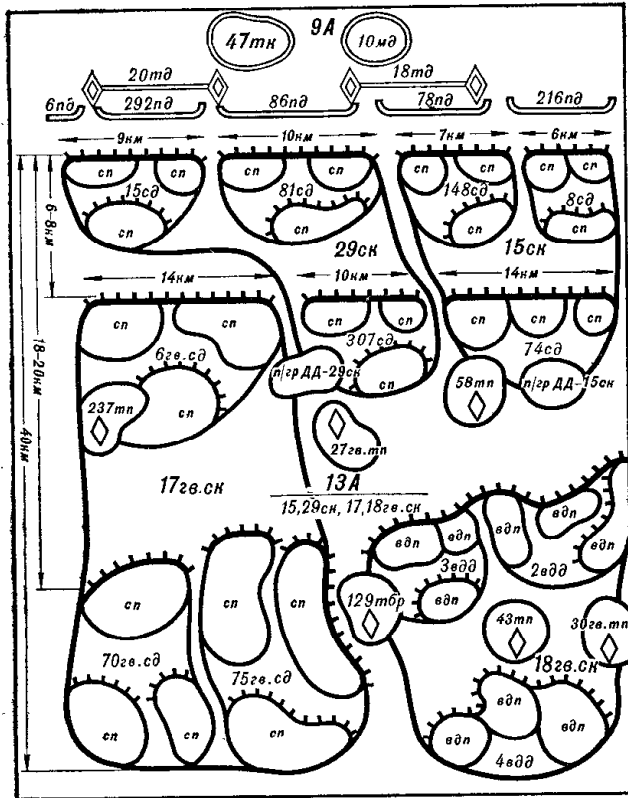 47тк 9А 10мд
20тд 18тд
6пд 292пд 86пд 78пд 216пд
9км 10км 7км 6км
сп сп сп сп сп сп сп сп
15сд 81сд 148сд 8сд
сп сп сп сп
6-8км
29ск 15ск
14км 10км 14км
сп сп сп сп сп сп сп
6гв.сд 307сд 74сд
18-20км
п/гр ДД-29ск сп 58тп п/гр ДД-15ск
237тп сп
40км
27гв.тп
17гв.ск 13А
15,29ск, 17,18гв.ск
вдп вдп вдп вдп вдп
3вдд 2вдд
сп сп сп 129тбр вдп 43тп 30гв.тп
70гв.сд 75гв.сд 18гв.ск
сп сп сп вдп вдп вдп
4вдд